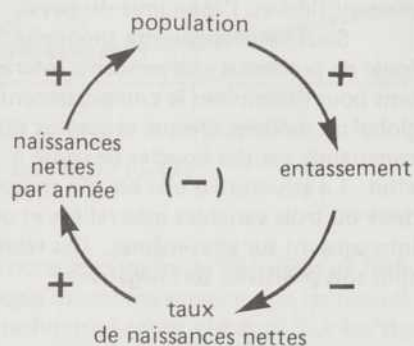 population
+
+
naissances
nettes
par année
(−)
entassement
+
−
taux
de naissances nettes